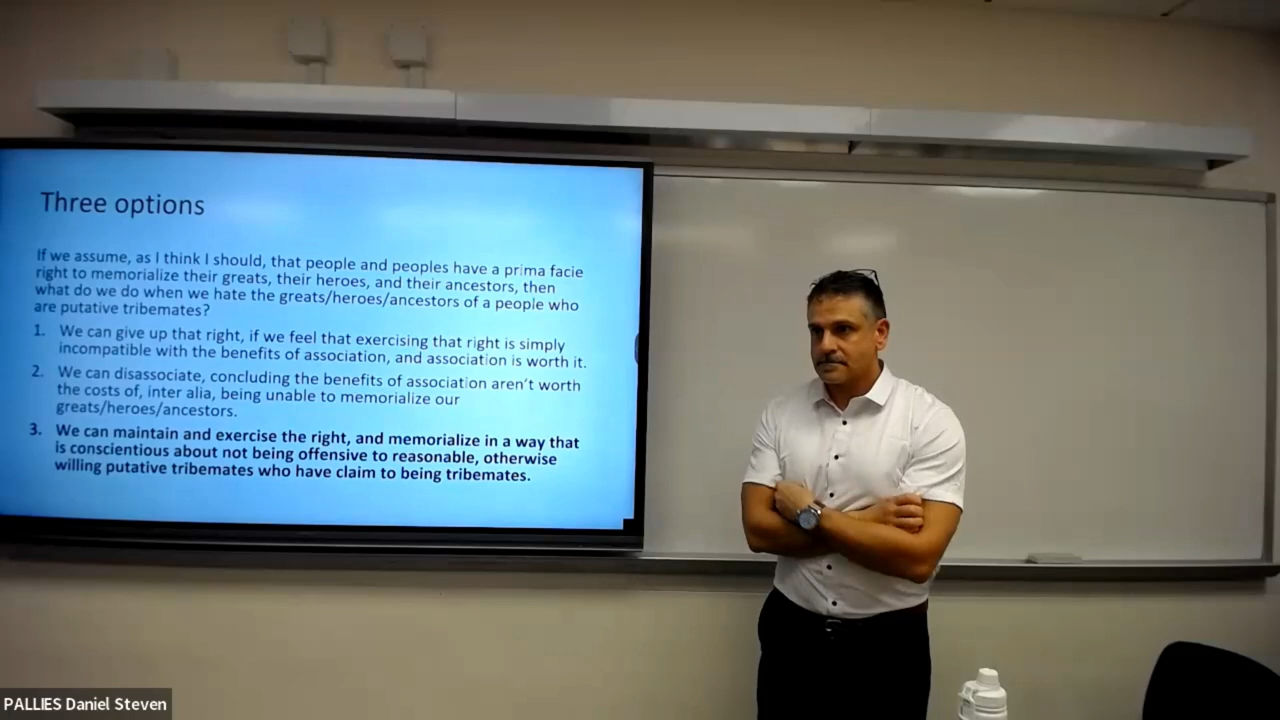 Three options
If we assume, as I think I should, that people and peoples have a prima facie
right to memorialize their greats, their heroes, and their ancestors, then
what do we do when we hate the greats/heroes/ancestors of a people who
are putative tribemates?
1. We can give up that right, if we feel that exercising that right is simply
incompatible with the benefits of association, and association is worth it.
2. We can disassociate, concluding the benefits of association aren't worth
the costs of, inter alia, being unable to memorialize our
greats/heroes/ancestors.
3. We can maintain and exercise the right, and memorialize in a way that
is conscientious about not being offensive to reasonable, otherwise
willing putative tribemates who have claim to being tribemates.
PALLIES Daniel Steven